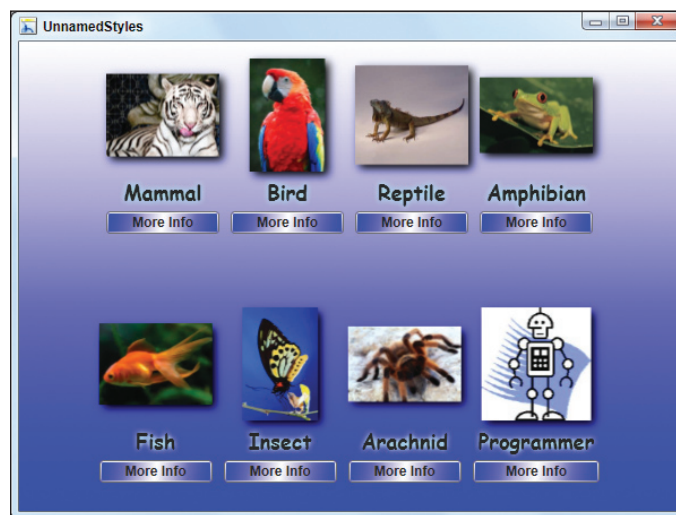 UnnamedStyles
Mammal Bird Reptile Amphibian
More Info More Info More Info More Info
Fish Insect Arachnid Programmer
More Info More Info More Info More Info